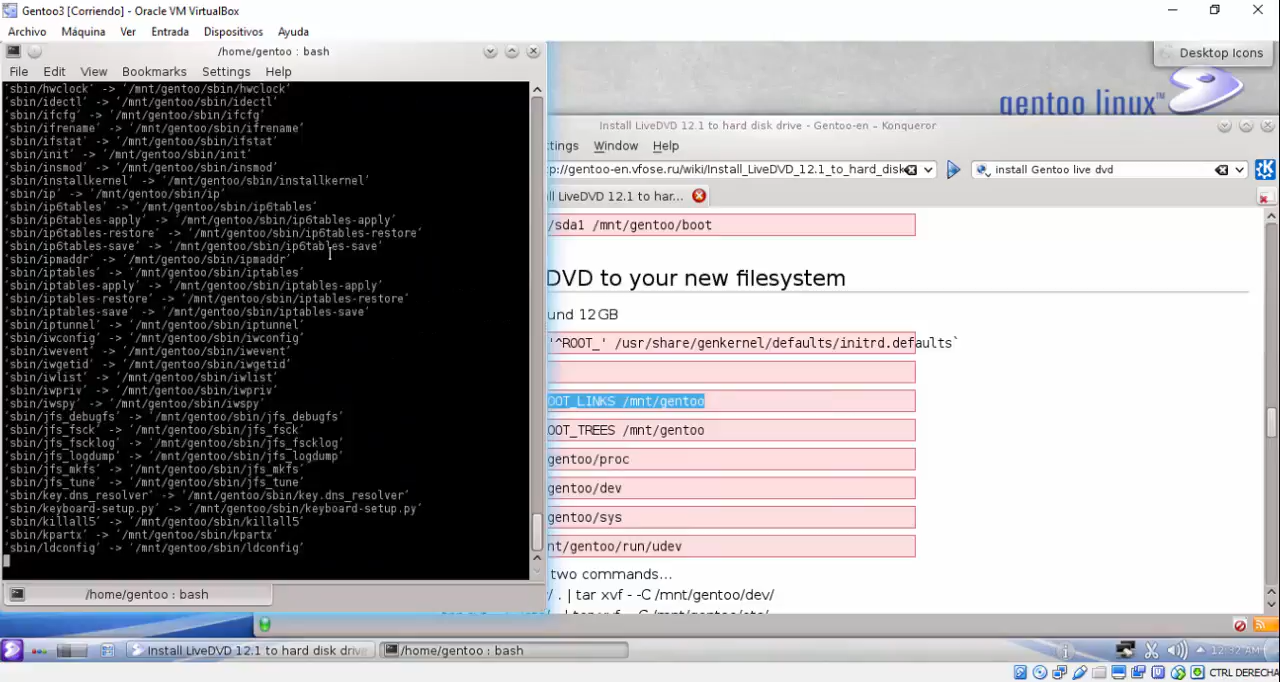 Gentoo3 [Corriendo] - Oracle VM VirtualBox
Archivo Máquina Ver Entrada Dispositivos Ayuda
/home/gentoo : bash
File Edit View Bookmarks Settings Help
'sbin/hwclock' -> '/mnt/gentoo/sbin/hwclock'
'sbin/idectl' -> '/mnt/gentoo/sbin/idectl'
'sbin/ifcfg' -> '/mnt/gentoo/sbin/ifcfg'
'sbin/ifrename' -> '/mnt/gentoo/sbin/ifrename'
'sbin/ifstat' -> '/mnt/gentoo/sbin/ifstat'
'sbin/init' -> '/mnt/gentoo/sbin/init'
'sbin/insmod' -> '/mnt/gentoo/sbin/insmod'
'sbin/installkernel' -> '/mnt/gentoo/sbin/installkernel'
'sbin/ip' -> '/mnt/gentoo/sbin/ip'
'sbin/ip6tables' -> '/mnt/gentoo/sbin/ip6tables'
'sbin/ip6tables-apply' -> '/mnt/gentoo/sbin/ip6tables-apply'
'sbin/ip6tables-restore' -> '/mnt/gentoo/sbin/ip6tables-restore'
'sbin/ip6tables-save' -> '/mnt/gentoo/sbin/ip6tables-save'
'sbin/ipmaddr' -> '/mnt/gentoo/sbin/ipmaddr'
'sbin/iptables' -> '/mnt/gentoo/sbin/iptables'
'sbin/iptables-apply' -> '/mnt/gentoo/sbin/iptables-apply'
'sbin/iptables-restore' -> '/mnt/gentoo/sbin/iptables-restore'
'sbin/iptables-save' -> '/mnt/gentoo/sbin/iptables-save'
'sbin/iptunnel' -> '/mnt/gentoo/sbin/iptunnel'
'sbin/iwconfig' -> '/mnt/gentoo/sbin/iwconfig'
'sbin/iwevent' -> '/mnt/gentoo/sbin/iwevent'
'sbin/iwgetid' -> '/mnt/gentoo/sbin/iwgetid'
'sbin/iwlist' -> '/mnt/gentoo/sbin/iwlist'
'sbin/iwpriv' -> '/mnt/gentoo/sbin/iwpriv'
'sbin/iwspy' -> '/mnt/gentoo/sbin/iwspy'
'sbin/jfs_debugfs' -> '/mnt/gentoo/sbin/jfs_debugfs'
'sbin/jfs_fsck' -> '/mnt/gentoo/sbin/jfs_fsck'
'sbin/jfs_fscklog' -> '/mnt/gentoo/sbin/jfs_fscklog'
'sbin/jfs_logdump' -> '/mnt/gentoo/sbin/jfs_logdump'
'sbin/jfs_mkfs' -> '/mnt/gentoo/sbin/jfs_mkfs'
'sbin/jfs_tune' -> '/mnt/gentoo/sbin/jfs_tune'
'sbin/key.dns_resolver' -> '/mnt/gentoo/sbin/key.dns_resolver'
'sbin/keyboard-setup.py' -> '/mnt/gentoo/sbin/keyboard-setup.py'
'sbin/killall5' -> '/mnt/gentoo/sbin/killall5'
'sbin/kpartx' -> '/mnt/gentoo/sbin/kpartx'
'sbin/ldconfig' -> '/mnt/gentoo/sbin/ldconfig'
/home/gentoo : bash
Desktop Icons
gentoo linux™
Install LiveDVD 12.1 to hard disk drive - Gentoo-en – Konqueror
ttings Window Help
p://gentoo-en.vfose.ru/wiki/Install_LiveDVD_12.1_to_hard_disk
install Gentoo live dvd
ll LiveDVD 12.1 to har...
/sda1 /mnt/gentoo/boot
DVD to your new filesystem
und 12GB
'^ROOT_' /usr/share/genkernel/defaults/initrd.defaults`
OOT_LINKS /mnt/gentoo
OOT_TREES /mnt/gentoo
gentoo/proc
gentoo/dev
gentoo/sys
nt/gentoo/run/udev
two commands...
/ . | tar xvf - -C /mnt/gentoo/dev/
Install LiveDVD 12.1 to hard disk drive
/home/gentoo : bash
12:32 AM
CTRL DERECHA